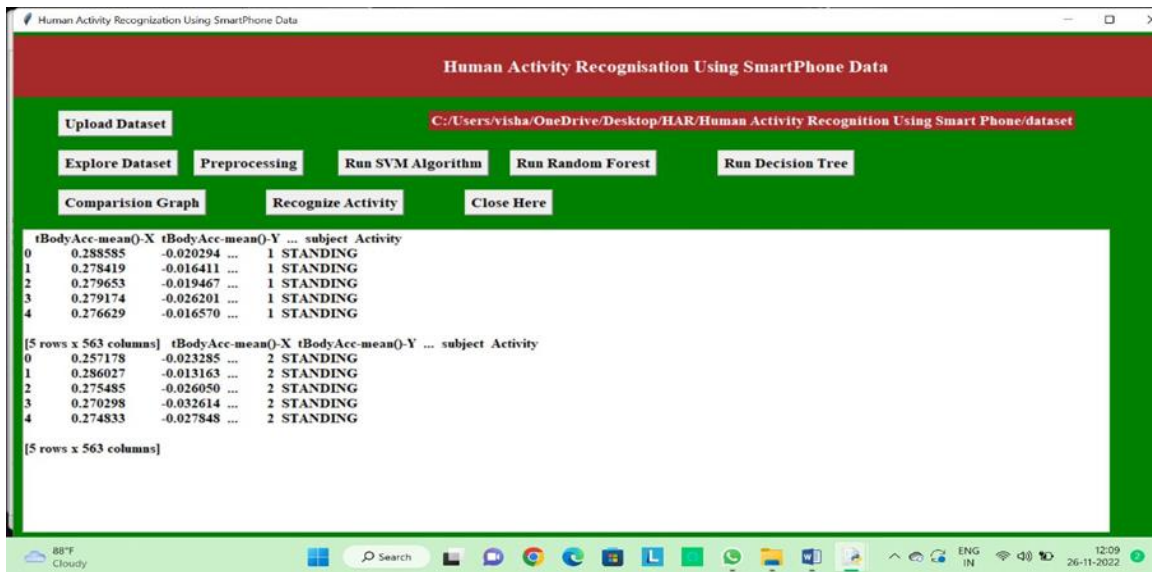 Human Activity Recognization Using SmartPhone Data
Human Activity Recognisation Using SmartPhone Data
Upload Dataset
C:/Users/visha/OneDrive/Desktop/HAR/Human Activity Recognition Using Smart Phone/dataset
Explore Dataset Preprocessing Run SVM Algorithm Run Random Forest Run Decision Tree
Comparision Graph Recognize Activity Close Here
tBodyAcc-mean()-X tBodyAcc-mean()-Y ... subject Activity
0 0.288585 -0.020294 ... 1 STANDING
1 0.278419 -0.016411 ... 1 STANDING
2 0.279653 -0.019467 ... 1 STANDING
3 0.279174 -0.026201 ... 1 STANDING
4 0.276629 -0.016570 ... 1 STANDING
[5 rows x 563 columns] tBodyAcc-mean()-X tBodyAcc-mean()-Y ... subject Activity
0 0.257178 -0.023285 ... 2 STANDING
1 0.286027 -0.013163 ... 2 STANDING
2 0.275485 -0.026050 ... 2 STANDING
3 0.270298 -0.032614 ... 2 STANDING
4 0.274833 -0.027848 ... 2 STANDING
[5 rows x 563 columns]
88°F
Cloudy
Search
L
ENG
IN
12:09
26-11-2022
2